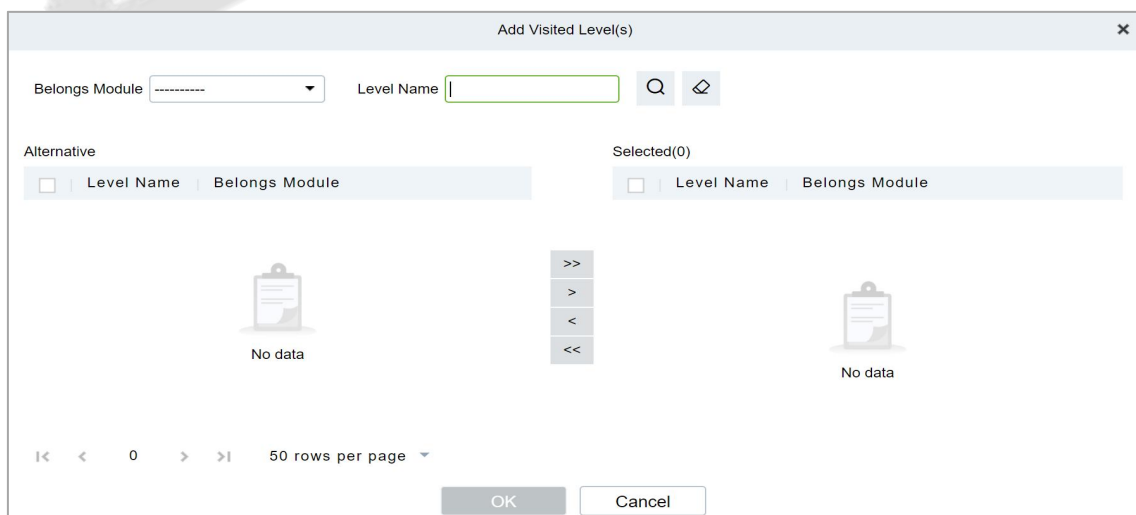 Add Visited Level(s)
Belongs Module ---------- Level Name
Alternative Selected(0)
Level Name Belongs Module Level Name Belongs Module
>>
>
<
<<
No data
No data
0 50 rows per page
OK Cancel